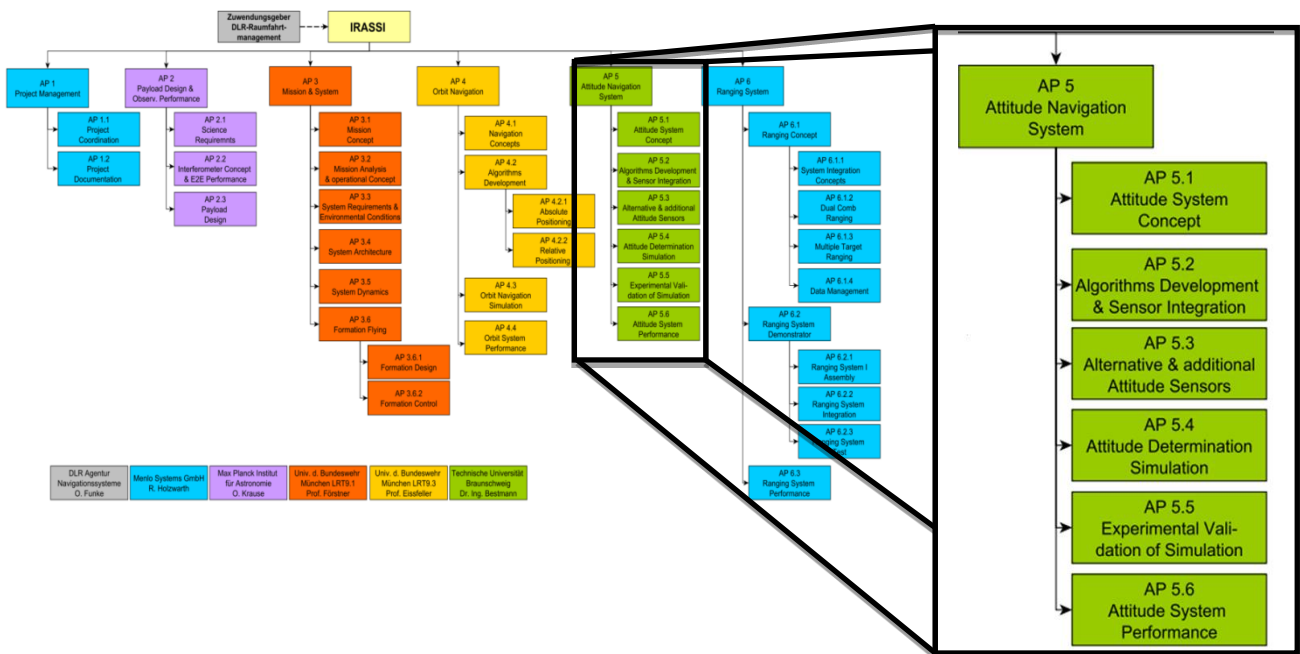 Zuwendungsgeber
DLR-Raumfahrt-
management
IRASSI
AP 1
Project Management
AP 1.1
Project
Coordination
AP 1.2
Project
Documentation
AP 2
Payload Design &
Observ. Performance
AP 2.1
Science
Requiremnts
AP 2.2
Interferometer Concept
& E2E Performance
AP 2.3
Payload
Design
AP 3
Mission & System
AP 3.1
Mission
Concept
AP 3.2
Mission Analysis
& operational Concept
AP 3.3
System Requirements &
Environmental Conditions
AP 3.4
System Architecture
AP 3.5
System Dynamics
AP 3.6
Formation Flying
AP 3.6.1
Formation Design
AP 3.6.2
Formation Control
AP 4
Orbit Navigation
AP 4.1
Navigation
Concepts
AP 4.2
Algorithms
Development
AP 4.2.1
Absolute
Positioning
AP 4.2.2
Relative
Positioning
AP 4.3
Orbit Navigation
Simulation
AP 4.4
Orbit System
Performance
AP 5
Attitude Navigation
System
AP 5.1
Attitude System
Concept
AP 5.2
Algorithms Development
& Sensor Integration
AP 5.3
Alternative & additional
Attitude Sensors
AP 5.4
Attitude Determination
Simulation
AP 5.5
Experimental Vali-
dation of Simulation
AP 5.6
Attitude System
Performance
AP 6
Ranging System
AP 6.1
Ranging Concept
AP 6.1.1
System Integration
Concepts
AP 6.1.2
Dual Comb
Ranging
AP 6.1.3
Multiple Target
Ranging
AP 6.1.4
Data Management
AP 6.2
Ranging System
Demonstrator
AP 6.2.1
Ranging System I
Assembly
AP 6.2.2
Ranging System
Integration
AP 6.2.3
Ranging System
AP 6.3
Ranging System
Performance
DLR Agentur
Navigationssysteme
O. Funke
Menlo Systems GmbH
R. Holzwarth
Max Planck Institut
für Astronomie
O. Krause
Univ. d. Bundeswehr
München LRT9.1
Prof. Förstner
Univ. d. Bundeswehr
München LRT9.3
Prof. Eissfeller
Technische Universität
Braunschweig
Dr. Ing. Bestmann
AP 5
Attitude Navigation
System
AP 5.1
Attitude System
Concept
AP 5.2
Algorithms Development
& Sensor Integration
AP 5.3
Alternative & additional
Attitude Sensors
AP 5.4
Attitude Determination
Simulation
AP 5.5
Experimental Vali-
dation of Simulation
AP 5.6
Attitude System
Performance